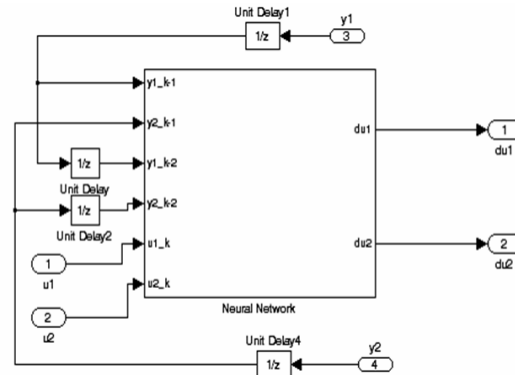 Unit Delay1
y1
1/z
3
y1_k-1
y2_k-1
du1
1
du1
1/z
y1_k-2
Unit Delay
1/z
y2_k-2
Unit Delay2
1
u1_k
du2
2
u1
du2
2
u2_k
u2
Neural Network
Unit Delay4
y2
1/z
4